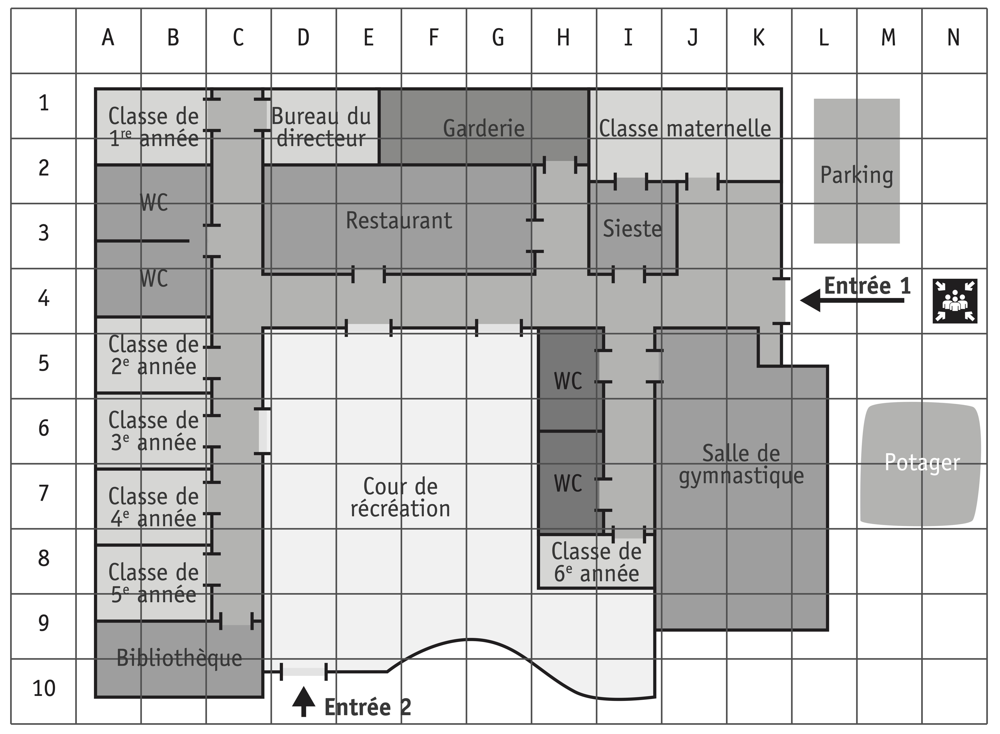 A B C D E F G H I J K L M N
1
2
3
4
5
6
7
8
9
10
Classe de
1re année
Bureau du
directeur
Garderie
Classe maternelle
Parking
WC
Restaurant
Sieste
WC
Entrée 1
Classe de
2e année
WC
Classe de
3e année
Salle de
gymnastique
Potager
Classe de
4e année
Cour de
récréation
WC
Classe de
5e année
Classe de
6e année
Bibliothèque
Entrée 2